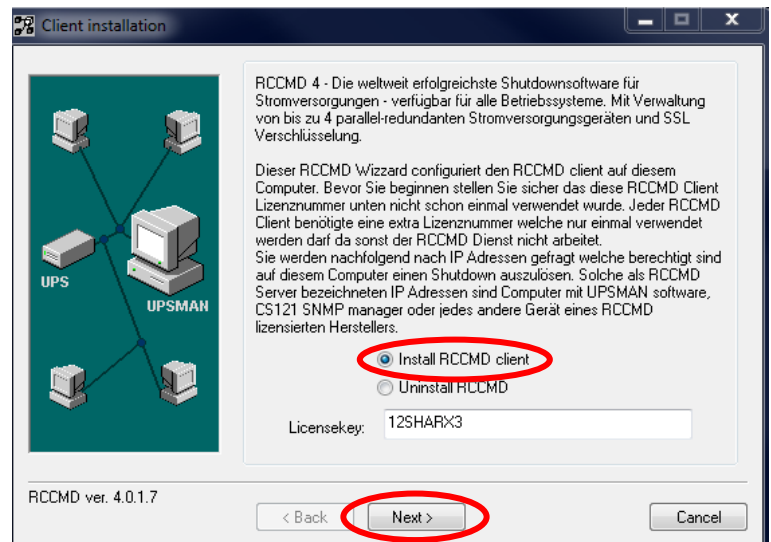 Client installation
RCCMD 4 - Die weltweit erfolgreichste Shutdownsoftware für
Stromversorgungen - verfügbar für alle Betriebssysteme. Mit Verwaltung
von bis zu 4 parallel-redundanten Stromversorgungsgeräten und SSL
Verschlüsselung.
Dieser RCCMD Wizzard configuriert den RCCMD client auf diesem
Computer. Bevor Sie beginnen stellen Sie sicher das diese RCCMD Client
Lizenznummer unten nicht schon einmal verwendet wurde. Jeder RCCMD
Client benötigte eine extra Lizenznummer welche nur einmal verwendet
werden darf da sonst der RCCMD Dienst nicht arbeitet.
Sie werden nachfolgend nach IP Adressen gefragt welche berechtigt sind
auf diesem Computer einen Shutdown auszulösen. Solche als RCCMD
Server bezeichneten IP Adressen sind Computer mit UPSMAN software,
CS121 SNMP manager oder jedes andere Gerät eines RCCMD
lizensierten Herstellers.
UPS
UPSMAN
Install RCCMD client
Uninstall RCCMD
Licensekey: 12SHARX3
RCCMD ver. 4.0.1.7
< Back Next > Cancel